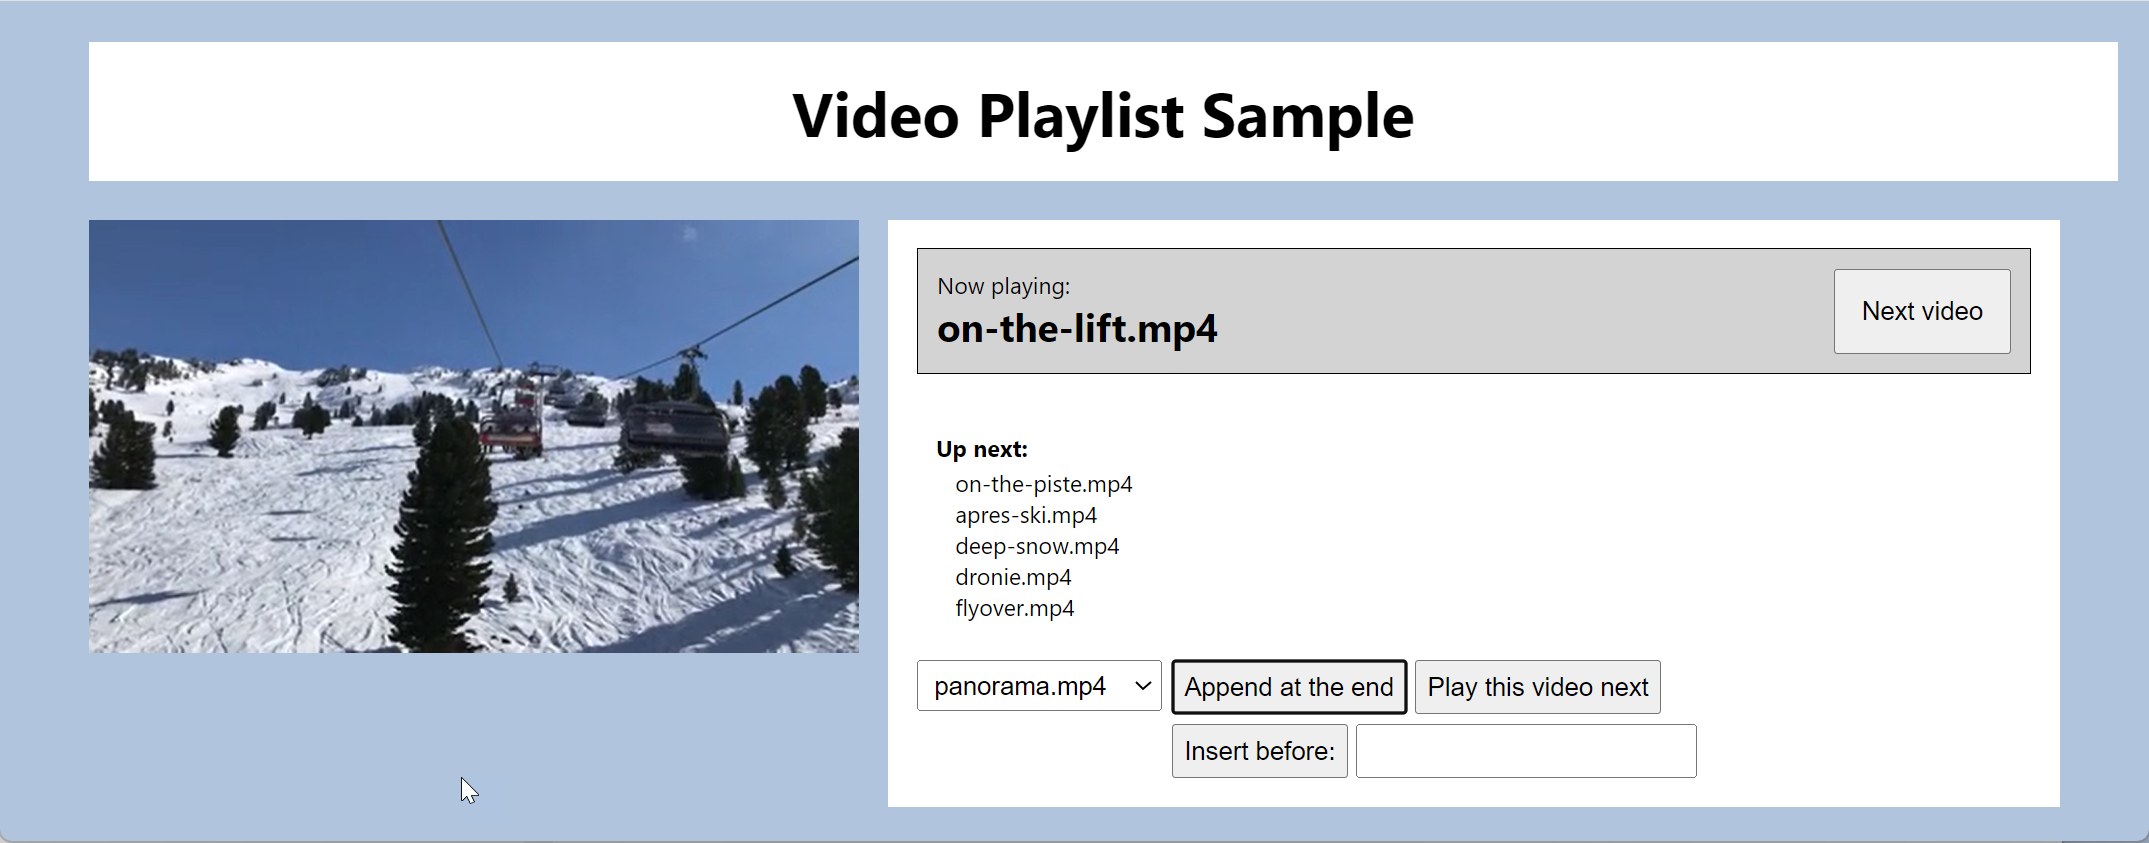 Video Playlist Sample
Now playing:
on-the-lift.mp4
Next video
Up next:
on-the-piste.mp4
apres-ski.mp4
deep-snow.mp4
dronie.mp4
flyover.mp4
panorama.mp4
Append at the end
Play this video next
Insert before: